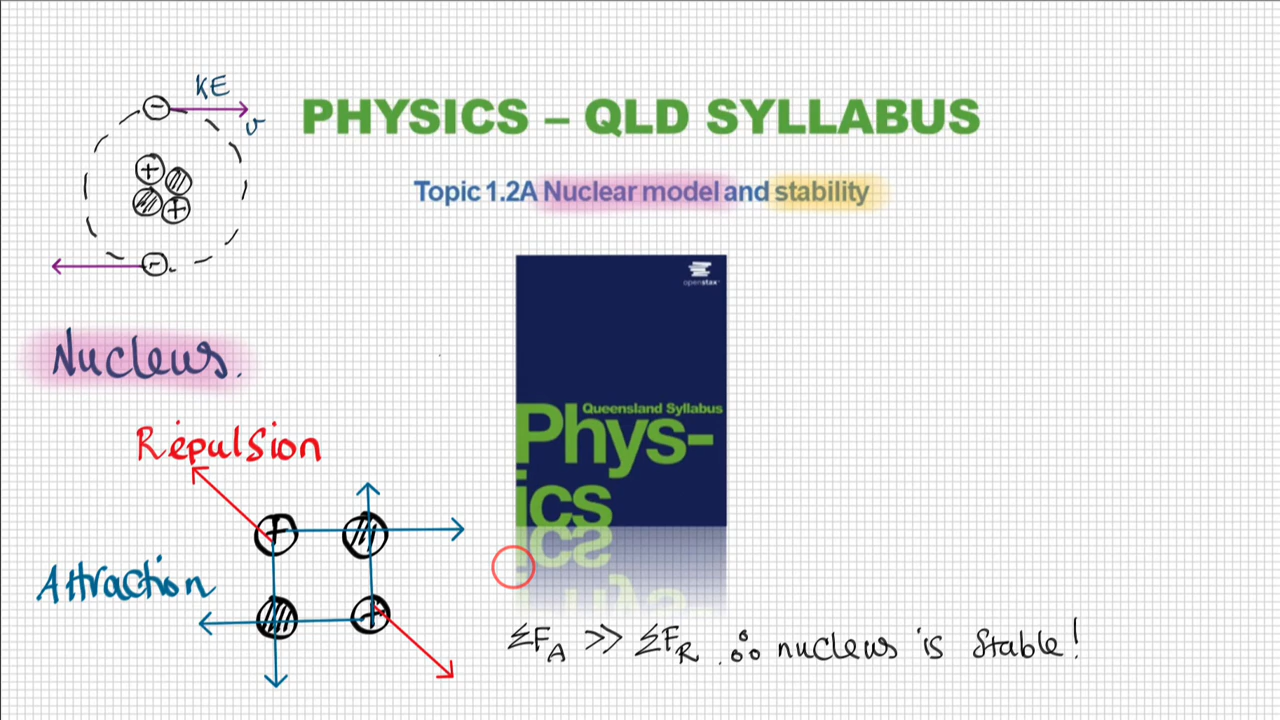 KE
v
PHYSICS – QLD SYLLABUS
Topic 1.2A Nuclear model and stability
openstax
Nucleus.
Queensland Syllabus
Phys-
ics
Repulsion
Attraction
ΣF_A >> ΣF_R ∴ nucleus is stable!